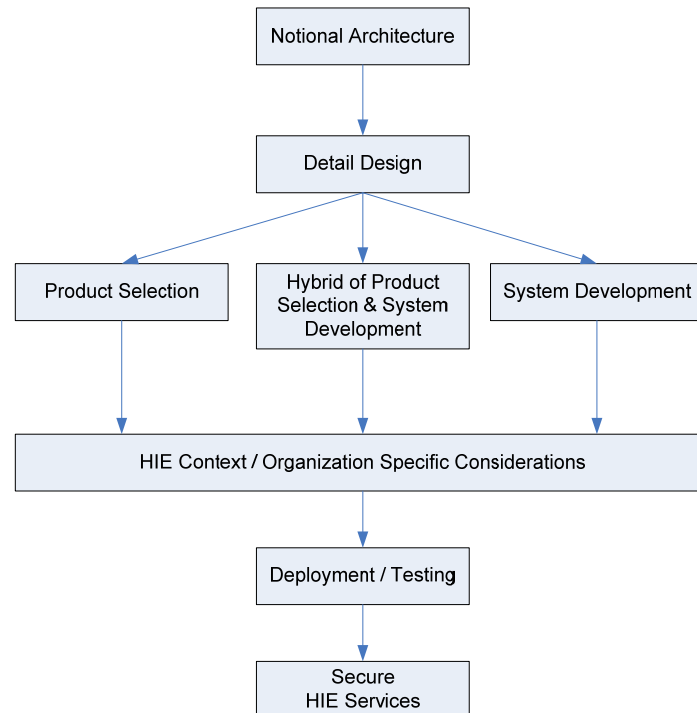 Notional Architecture
Detail Design
Product Selection
Hybrid of Product
Selection & System
Development
System Development
HIE Context / Organization Specific Considerations
Deployment / Testing
Secure
HIE Services